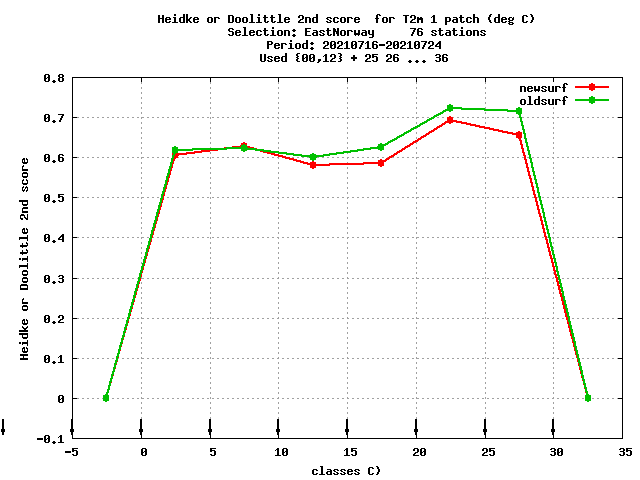 Heidke or Doolittle 2nd score  for T2m 1 patch (deg C)
Selection: EastNorway     76 stations
Period: 20210716-20210724
Used {00,12} + 25 26 ... 36
newsurf
oldsurf
Heidke or Doolittle 2nd score
0.8
0.7
0.6
0.5
0.4
0.3
0.2
0.1
0
-0.1
-5 0 5 10 15 20 25 30 35
classes C)